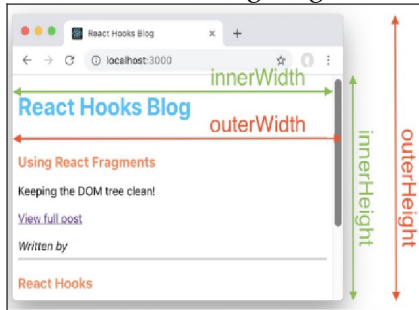 React Hooks Blog
localhost:3000
innerWidth
React Hooks Blog
outerWidth
Using React Fragments
Keeping the DOM tree clean!
View full post
Written by
React Hooks
innerHeight
outerHeight